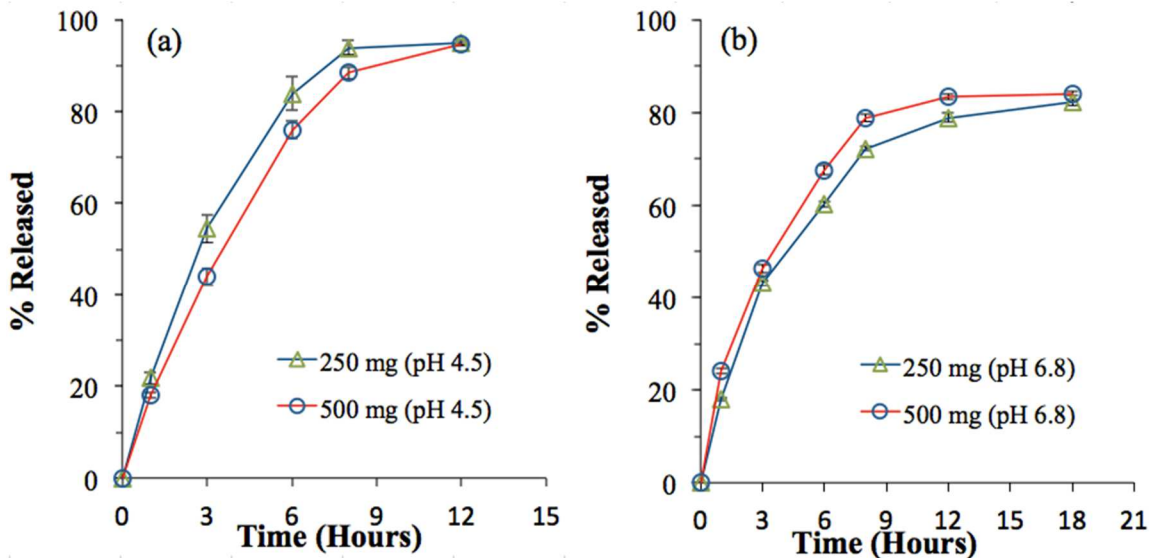 (a)
% Released
100
80
60
40
20
0
250 mg (pH 4.5)
500 mg (pH 4.5)
0 3 6 9 12 15
Time (Hours)
(b)
% Released
100
80
60
40
20
0
250 mg (pH 6.8)
500 mg (pH 6.8)
0 3 6 9 12 15 18 21
Time (Hours)